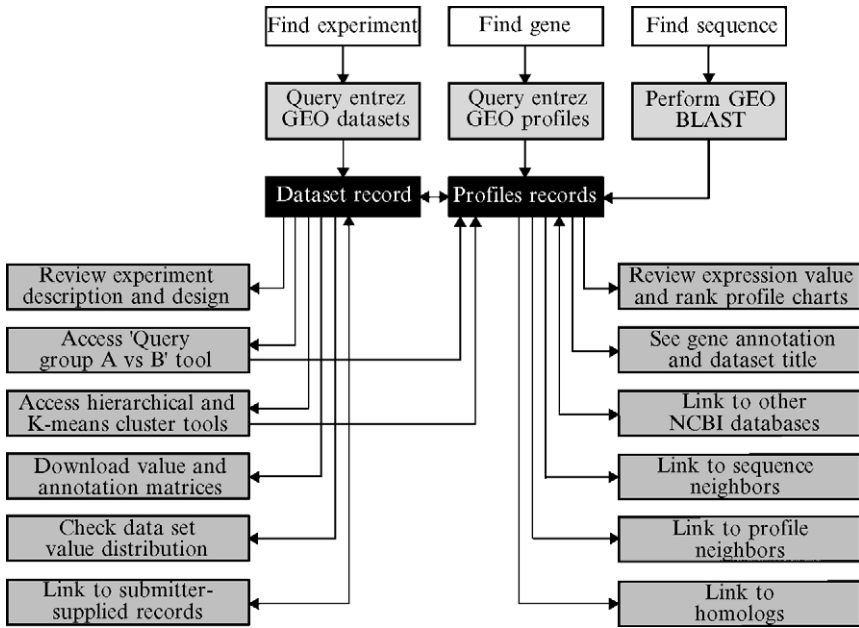 Find experiment
Find gene
Find sequence
Query entrez
GEO datasets
Query entrez
GEO profiles
Perform GEO
BLAST
Dataset record
Profiles records
Review experiment
description and design
Access 'Query
group A vs B' tool
Access hierarchical and
K-means cluster tools
Download value and
annotation matrices
Check data set
value distribution
Link to submitter-
supplied records
Review expression value
and rank profile charts
See gene annotation
and dataset title
Link to other
NCBI databases
Link to sequence
neighbors
Link to profile
neighbors
Link to
homologs